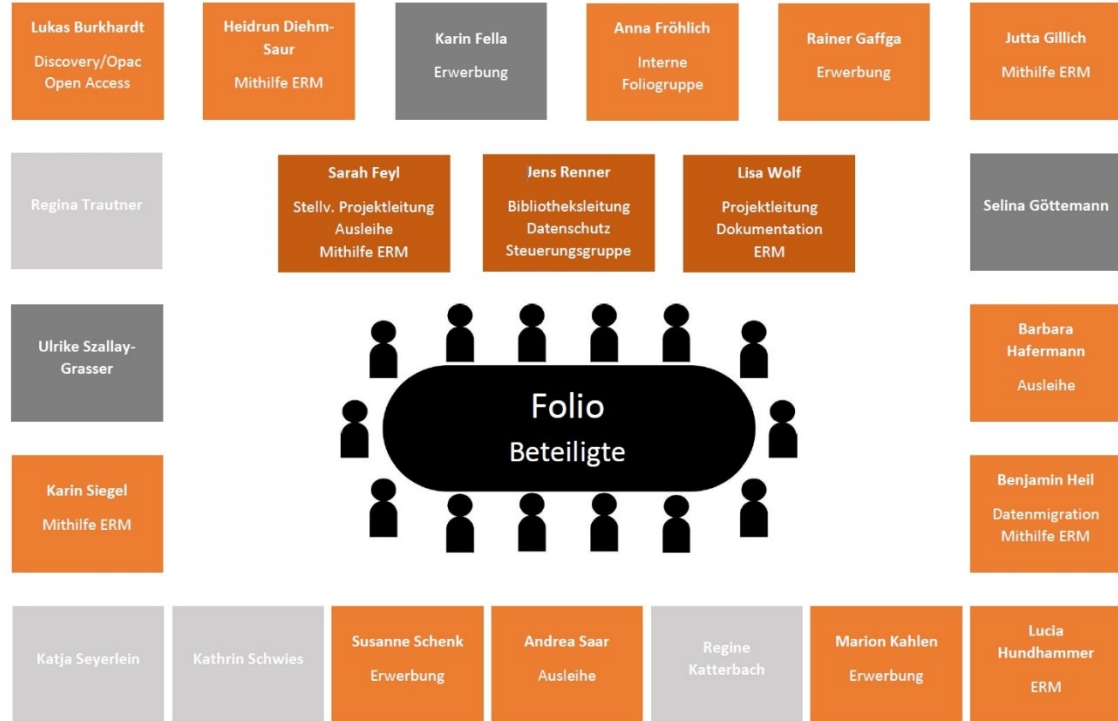 Lukas Burkhardt
Discovery/Opac
Open Access
Heidrun Diehm-
Saur
Mithilfe ERM
Karin Fella
Erwerbung
Anna Fröhlich
Interne
Foliogruppe
Rainer Gaffga
Erwerbung
Jutta Gillich
Mithilfe ERM
Regina Trautner
Sarah Feyl
Stellv. Projektleitung
Ausleihe
Mithilfe ERM
Jens Renner
Bibliotheksleitung
Datenschutz
Steuerungsgruppe
Lisa Wolf
Projektleitung
Dokumentation
ERM
Selina Göttemann
Ulrike Szallay-
Grasser
Folio
Beteiligte
Barbara
Hafermann
Ausleihe
Karin Siegel
Mithilfe ERM
Benjamin Heil
Datenmigration
Mithilfe ERM
Katja Seyerlein
Kathrin Schwies
Susanne Schenk
Erwerbung
Andrea Saar
Ausleihe
Regine
Katterbach
Marion Kahlen
Erwerbung
Lucia
Hundhammer
ERM